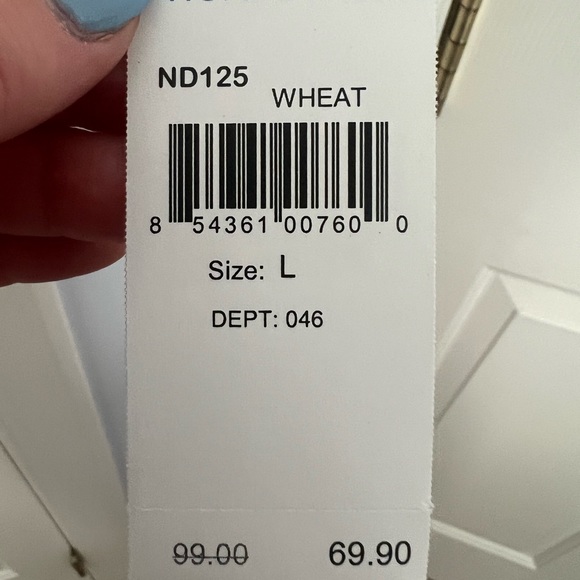 ND125
WHEAT
8 54361 00760 0
Size: L
DEPT: 046
99.00 69.90